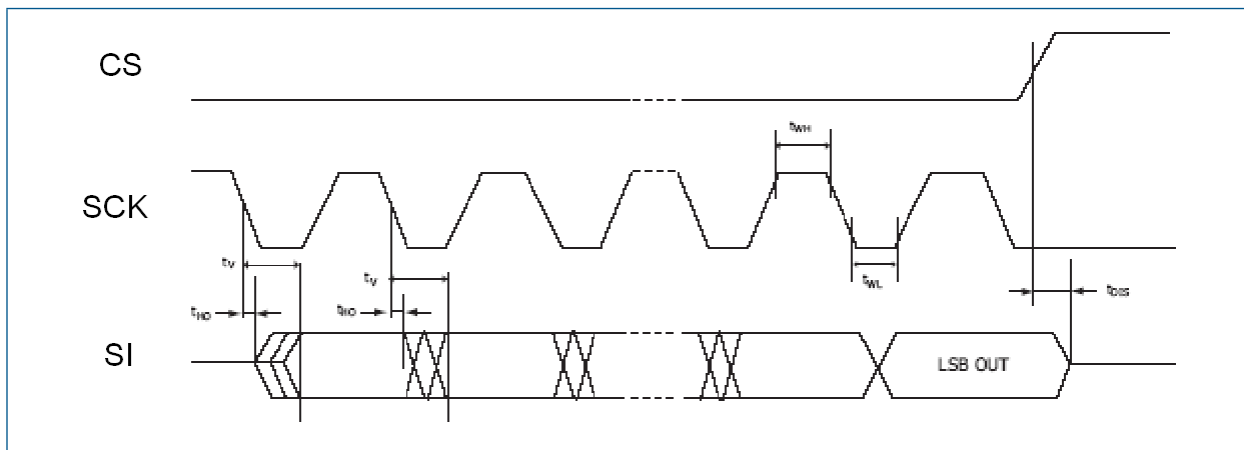 CS
tWH
SCK
tV
tV
tWL
tDIS
tHO
tHO
SI
LSB OUT